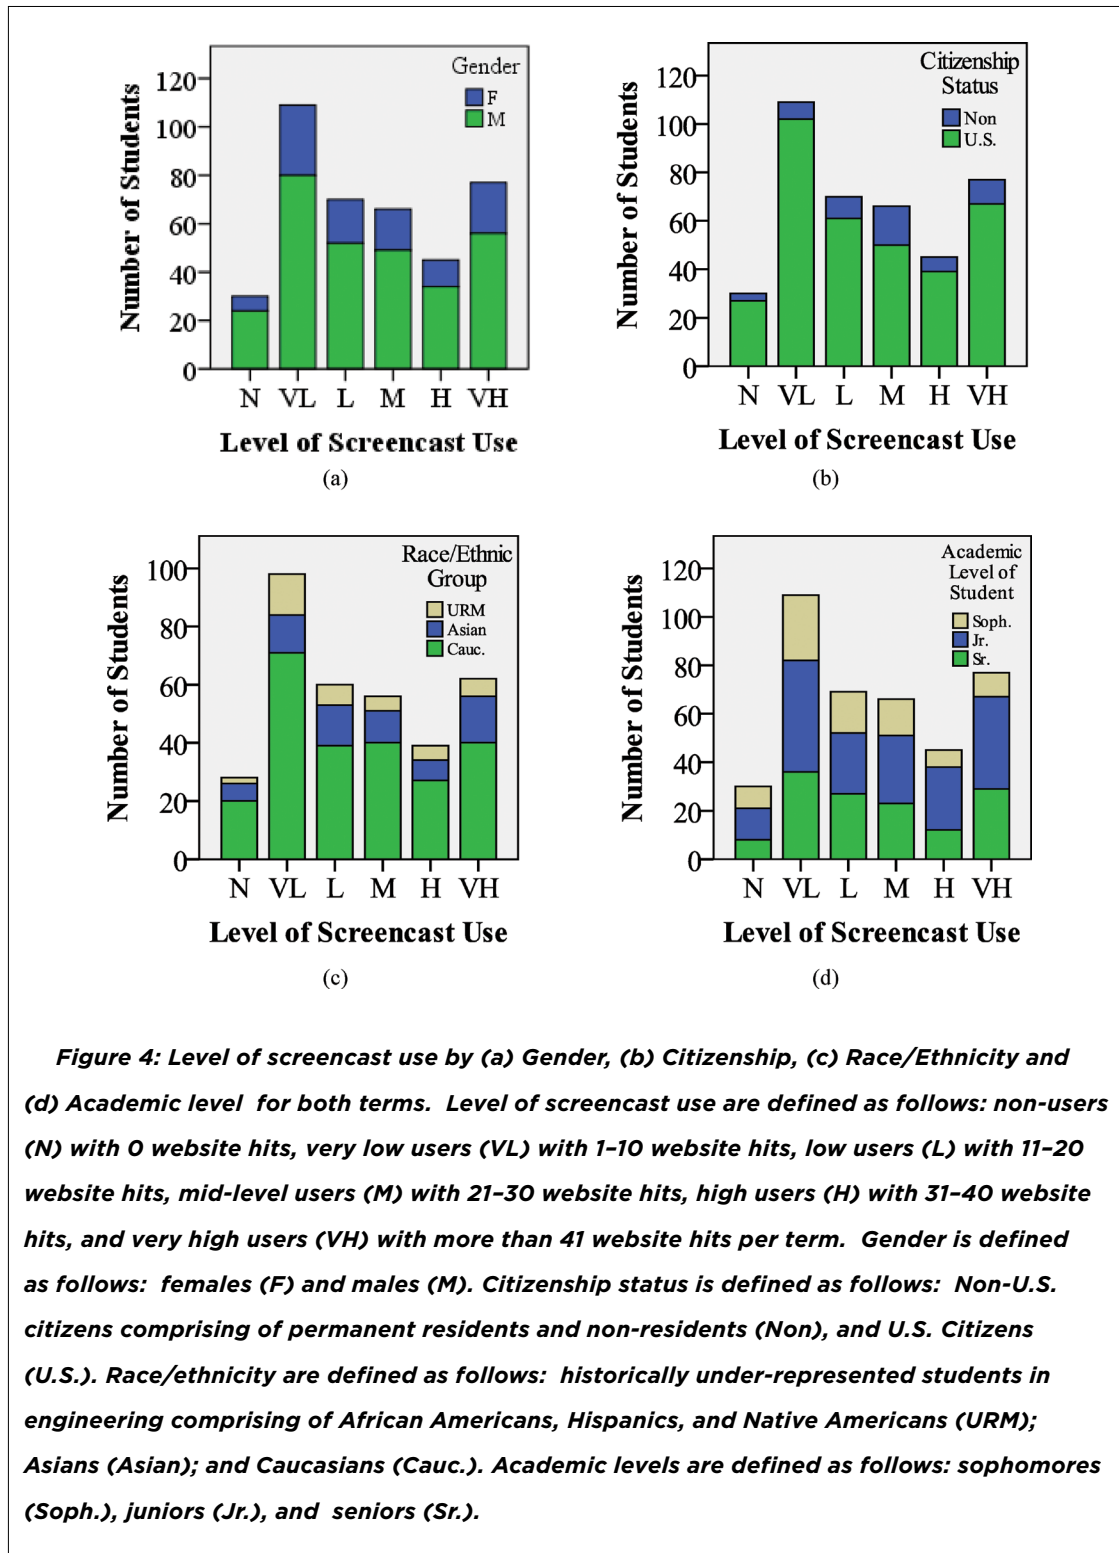 Gender
F
M
120
100
80
60
40
20
0
Number of Students
N VL L M H VH
Level of Screencast Use
(a)
Citizenship
Status
Non
U.S.
120
100
80
60
40
20
0
Number of Students
N VL L M H VH
Level of Screencast Use
(b)
Race/Ethnic
Group
URM
Asian
Cauc.
100
80
60
40
20
0
Number of Students
N VL L M H VH
Level of Screencast Use
(c)
Academic
Level of
Student
Soph.
Jr.
Sr.
120
100
80
60
40
20
0
Number of Students
N VL L M H VH
Level of Screencast Use
(d)
Figure 4: Level of screencast use by (a) Gender, (b) Citizenship, (c) Race/Ethnicity and
(d) Academic level for both terms. Level of screencast use are defined as follows: non-users
(N) with 0 website hits, very low users (VL) with 1–10 website hits, low users (L) with 11–20
website hits, mid-level users (M) with 21–30 website hits, high users (H) with 31–40 website
hits, and very high users (VH) with more than 41 website hits per term. Gender is defined
as follows: females (F) and males (M). Citizenship status is defined as follows: Non-U.S.
citizens comprising of permanent residents and non-residents (Non), and U.S. Citizens
(U.S.). Race/ethnicity are defined as follows: historically under-represented students in
engineering comprising of African Americans, Hispanics, and Native Americans (URM);
Asians (Asian); and Caucasians (Cauc.). Academic levels are defined as follows: sophomores
(Soph.), juniors (Jr.), and seniors (Sr.).